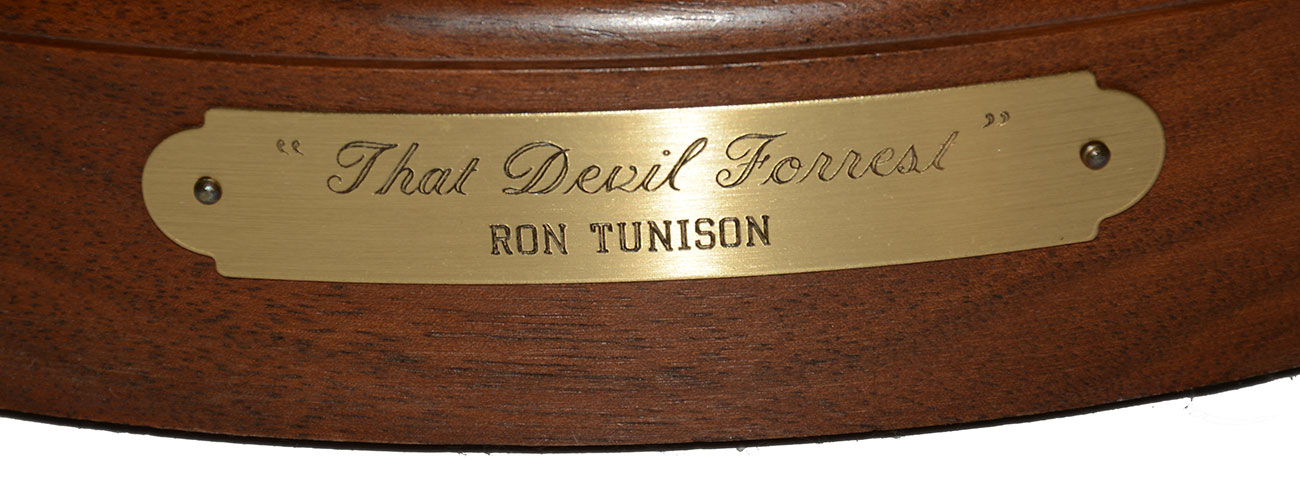 “ That Devil Forrest ”
RON TUNISON